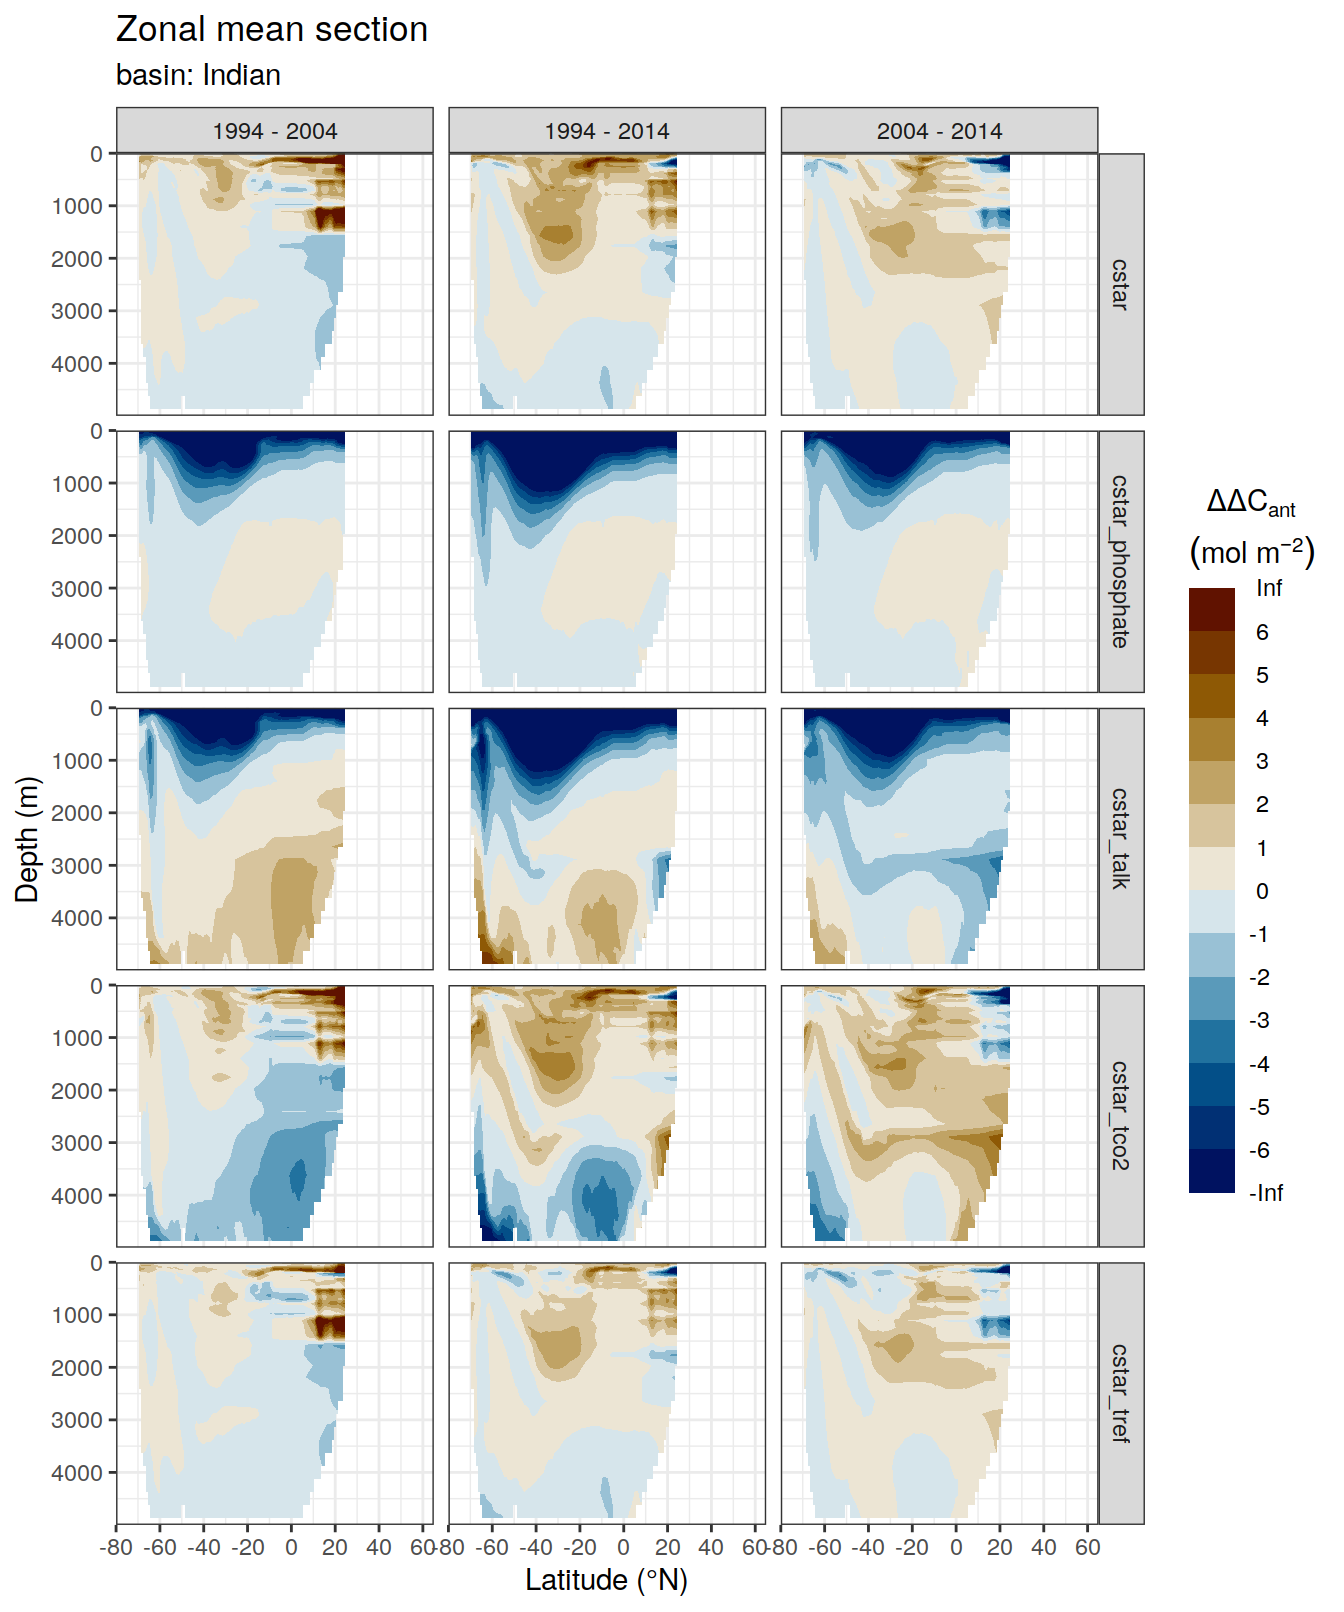 Zonal mean section
basin: Indian
1994 - 2004
1994 - 2014
2004 - 2014
0
1000
2000
3000
4000
cstar
0
1000
2000
3000
4000
cstar_phosphate
0
1000
2000
3000
4000
cstar_talk
0
1000
2000
3000
4000
cstar_tco2
0
1000
2000
3000
4000
cstar_tref
-80 -60 -40 -20 0 20 40 60
-80 -60 -40 -20 0 20 40 60
-80 -60 -40 -20 0 20 40 60
Latitude (°N)
Depth (m)
ΔΔCant
(mol m−2)
Inf
6
5
4
3
2
1
0
-1
-2
-3
-4
-5
-6
-Inf